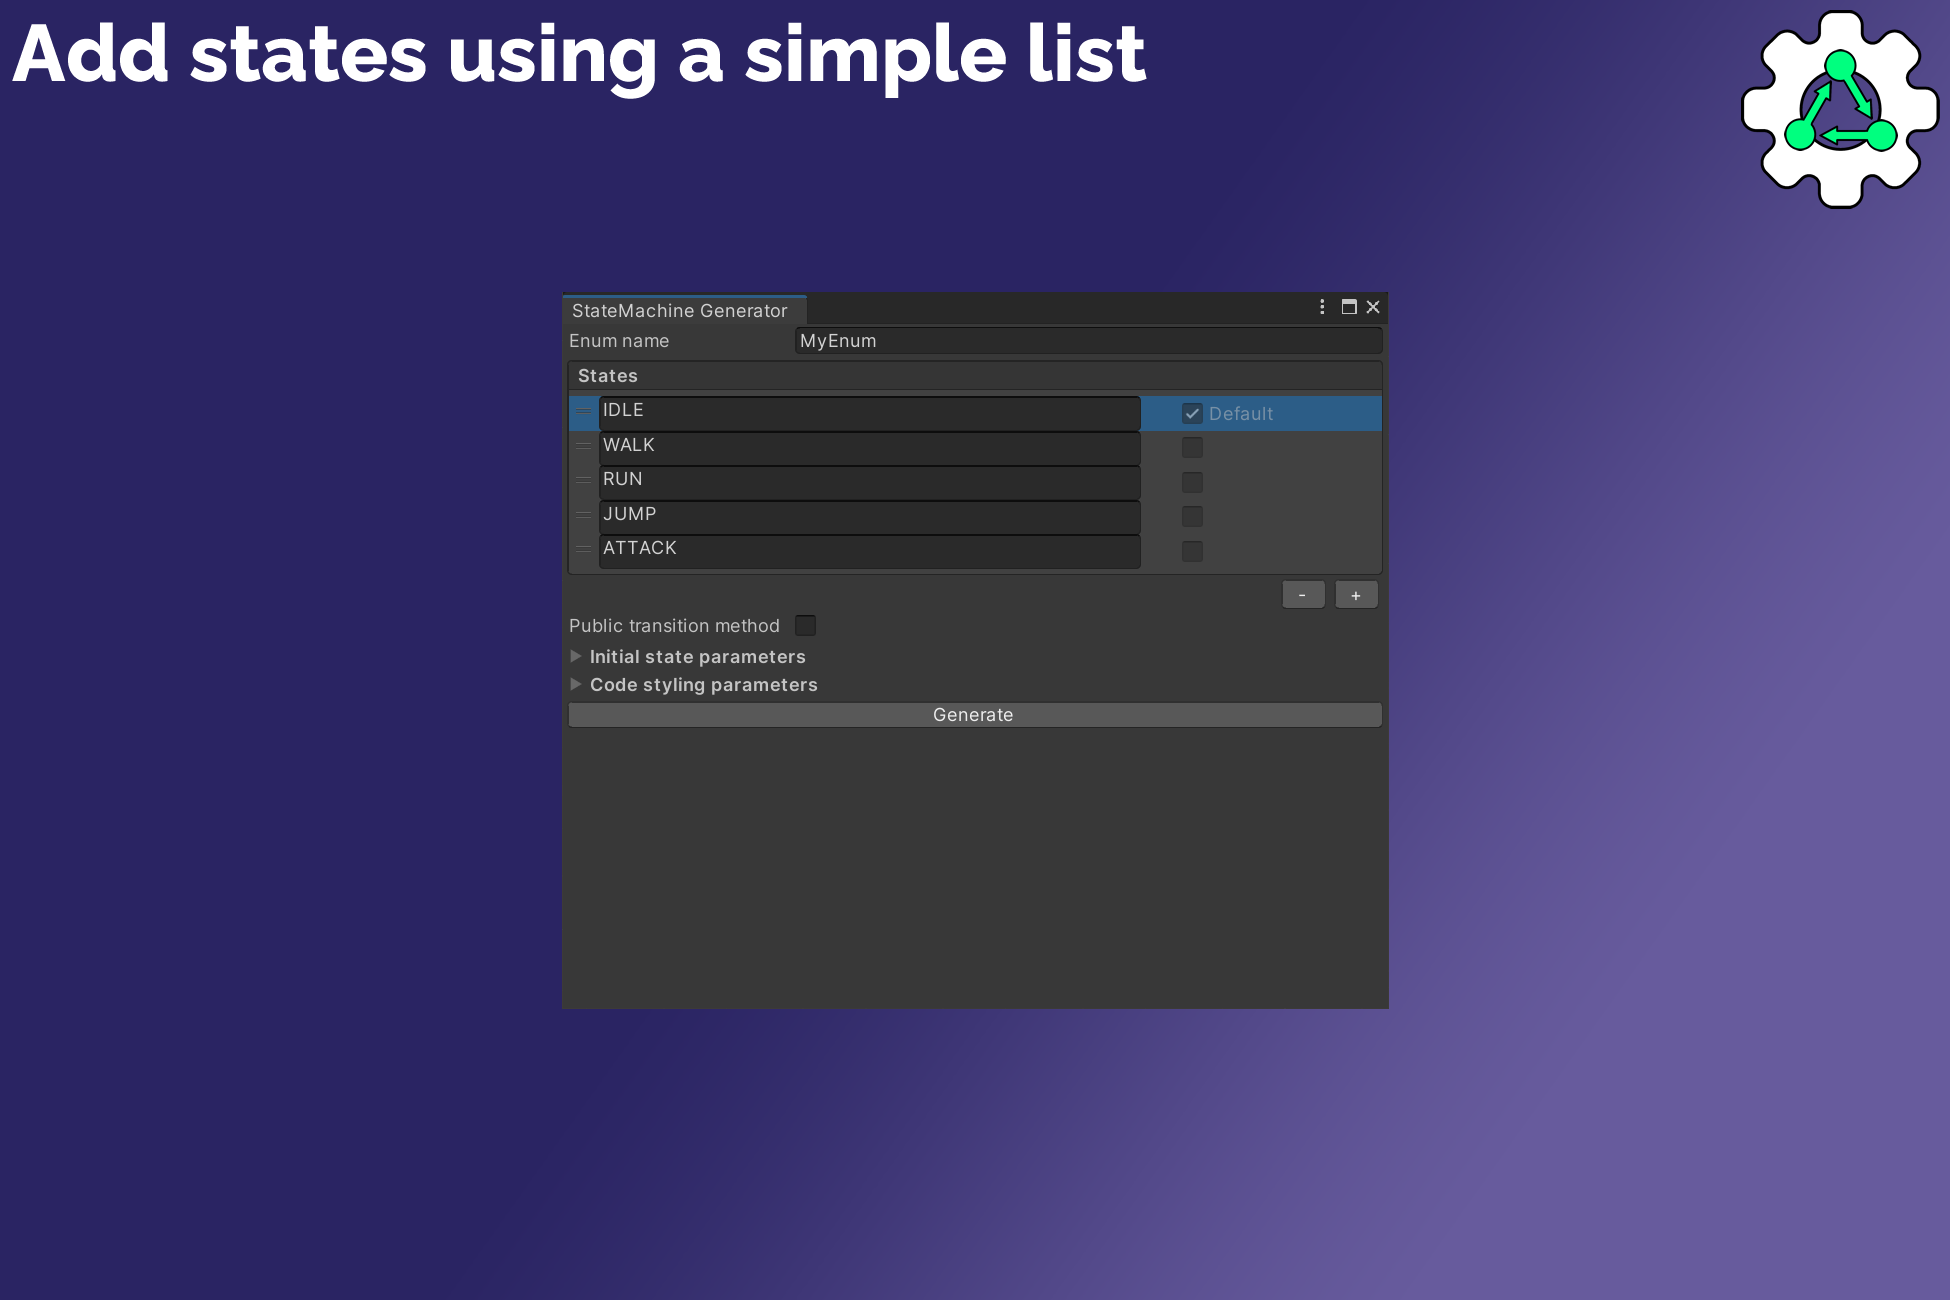 Add states using a simple list
StateMachine Generator
Enum name MyEnum
States
IDLE Default
WALK
RUN
JUMP
ATTACK
- +
Public transition method
Initial state parameters
Code styling parameters
Generate